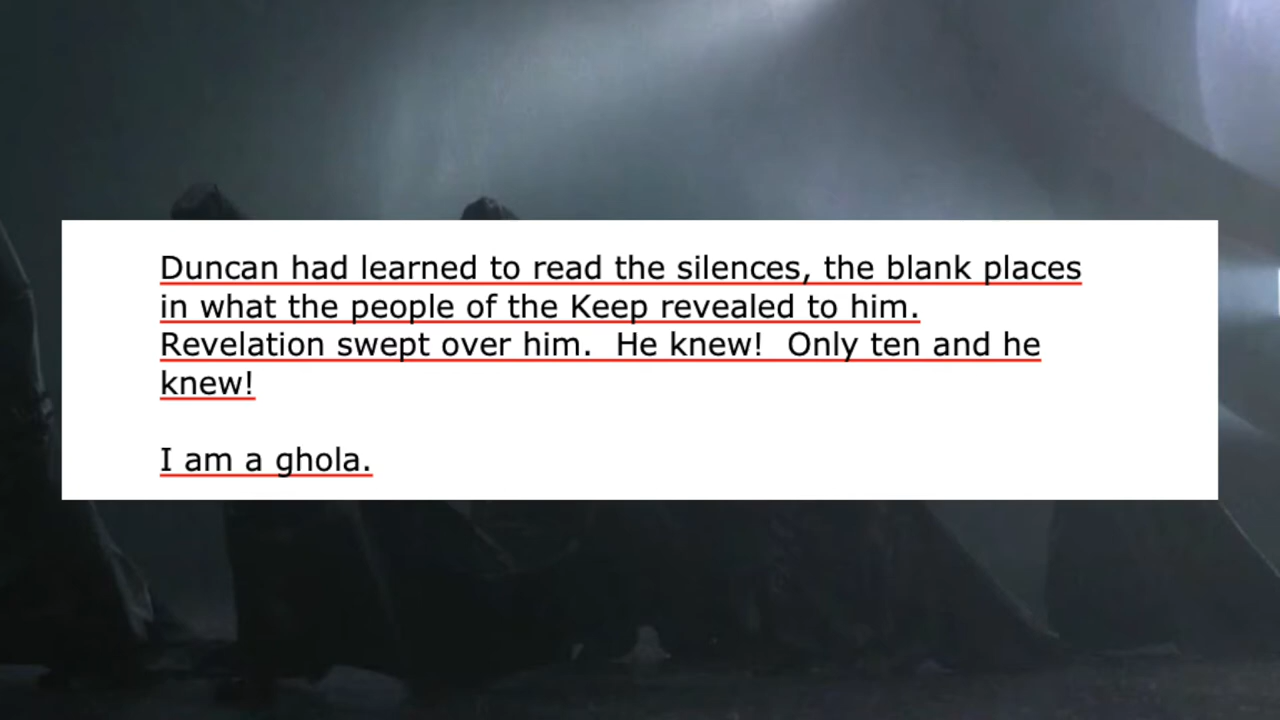 Duncan had learned to read the silences, the blank places
in what the people of the Keep revealed to him.
Revelation swept over him.  He knew!  Only ten and he
knew!
I am a ghola.